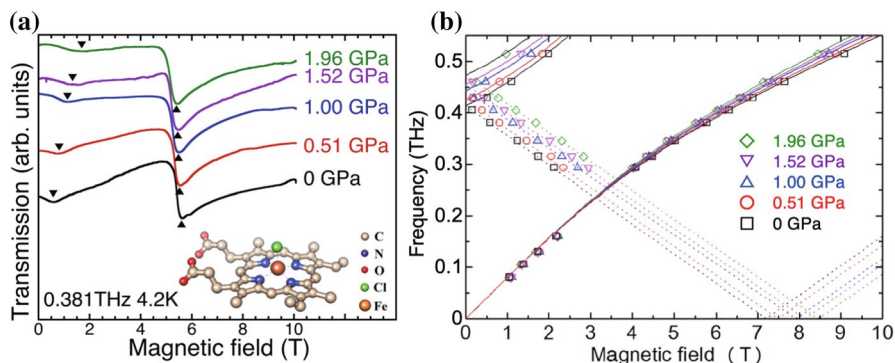 (a)
Transmission (arb. units)
1.96 GPa
1.52 GPa
1.00 GPa
0.51 GPa
0 GPa
C
N
O
Cl
Fe
0.381THz 4.2K
0 2 4 6 8 10 12
Magnetic field (T)
(b)
Frequency (THz)
0.5
0.4
0.3
0.2
0.1
0
1.96 GPa
1.52 GPa
1.00 GPa
0.51 GPa
0 GPa
0 1 2 3 4 5 6 7 8 9 10
Magnetic field (T)